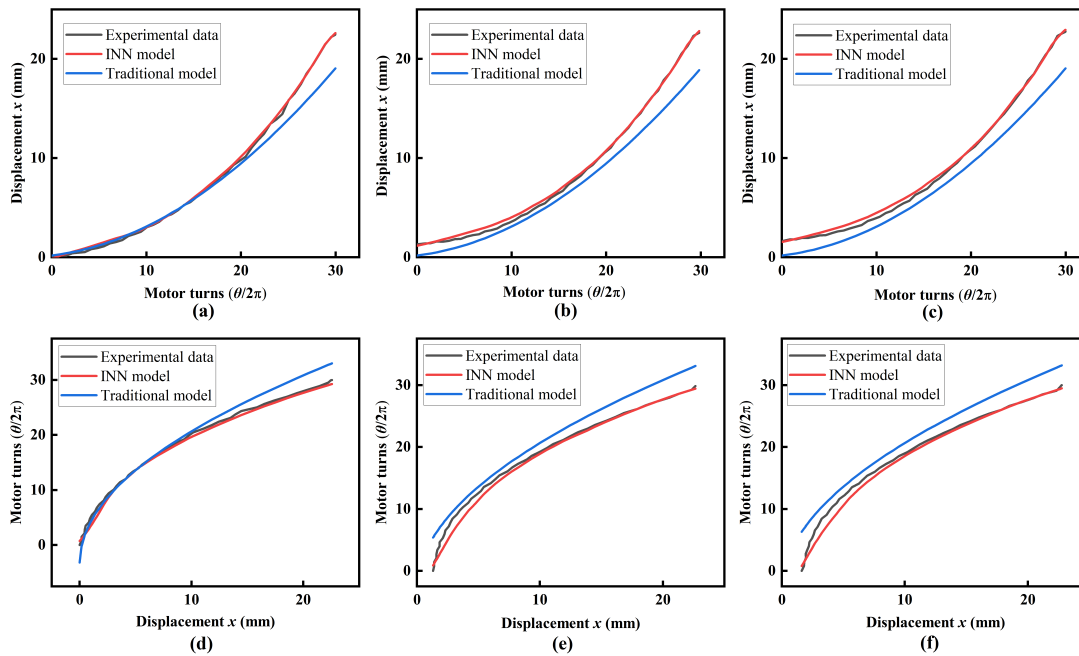 Experimental data
INN model
Traditional model
Displacement x (mm)
20
10
0
0 10 20 30
Motor turns (θ/2π)
(a)
Experimental data
INN model
Traditional model
Displacement x (mm)
20
10
0
0 10 20 30
Motor turns (θ/2π)
(b)
Experimental data
INN model
Traditional model
Displacement x (mm)
20
10
0
0 10 20 30
Motor turns (θ/2π)
(c)
Experimental data
INN model
Traditional model
Motor turns (θ/2π)
30
20
10
0
0 10 20
Displacement x (mm)
(d)
Experimental data
INN model
Traditional model
Motor turns (θ/2π)
30
20
10
0
0 10 20
Displacement x (mm)
(e)
Experimental data
INN model
Traditional model
Motor turns (θ/2π)
30
20
10
0
0 10 20
Displacement x (mm)
(f)